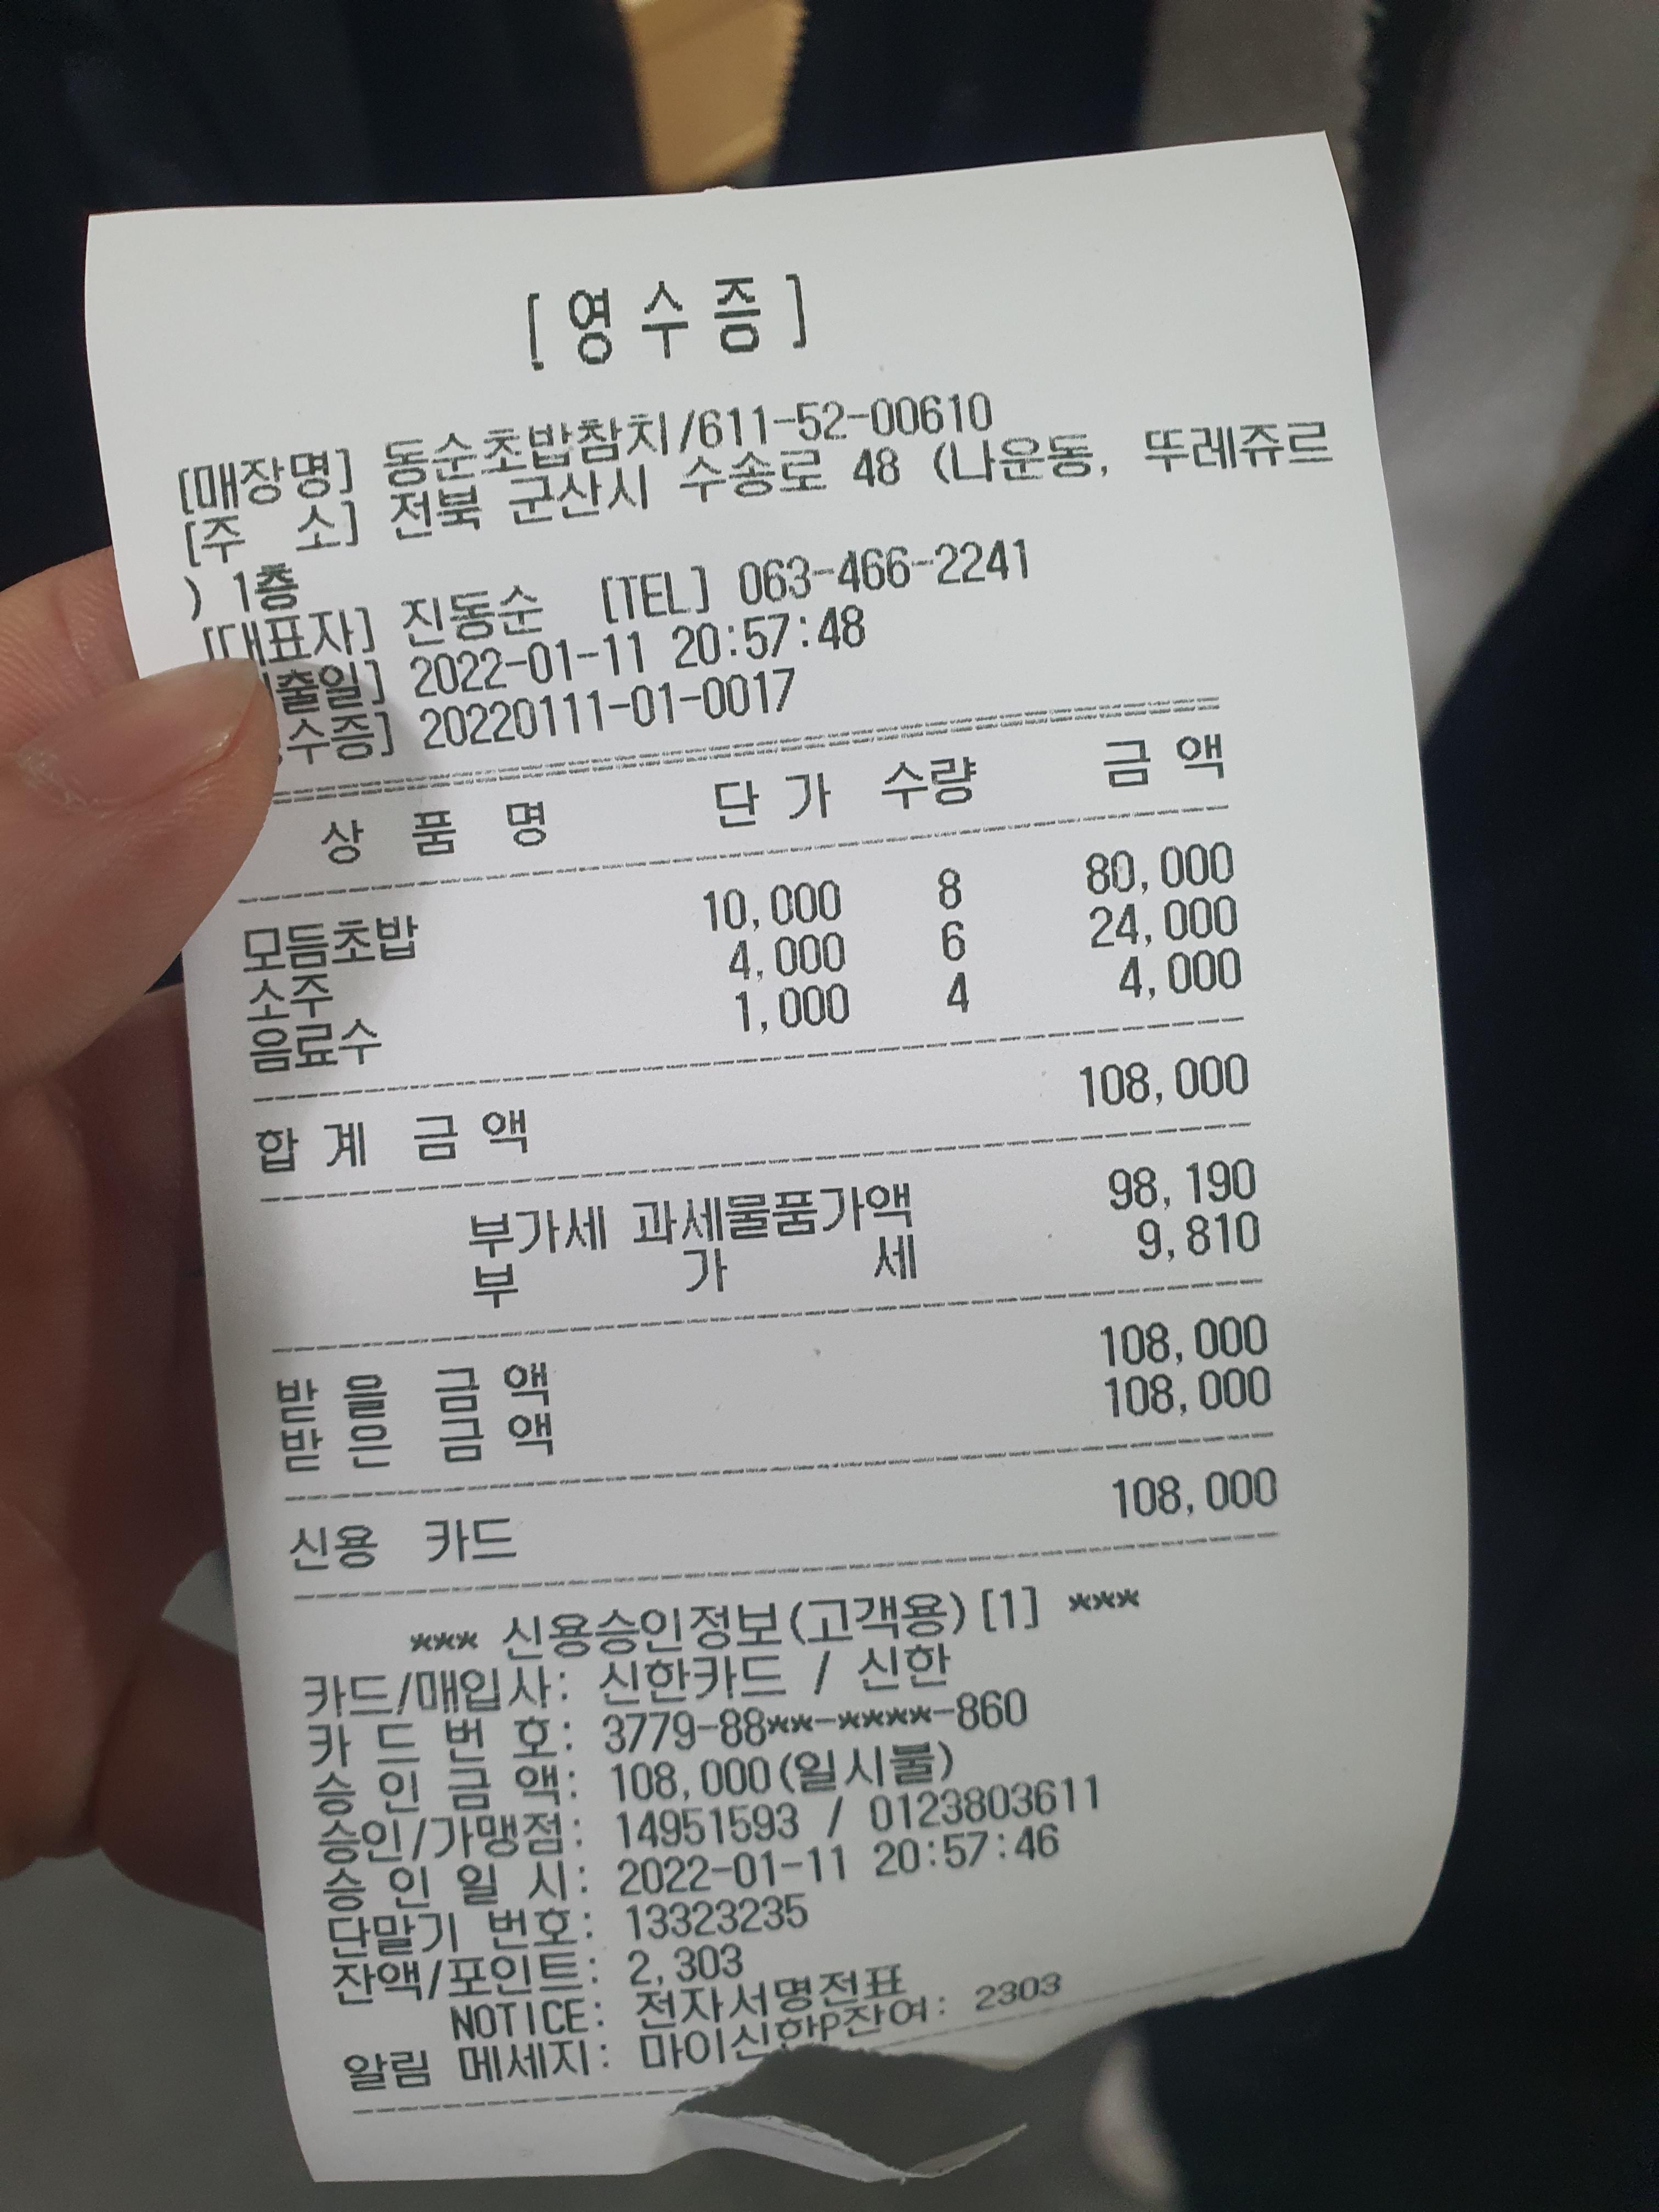 [영수증]
[매장명] 동순초밥참치/611-52-00610
[주 소] 전북 군산시 수송로 48 (나운동, 뚜레쥬르
) 1층
[대표자] 진동순 [TEL] 063-466-2241
출일] 2022-01-11 20:57:48
수증] 20220111-01-0017
상 품 명 단 가 수량 금 액
모듬초밥 10,000 8 80,000
소주 4,000 6 24,000
음료수 1,000 4 4,000
합 계 금 액 108,000
부가세 과세물품가액 98,190
부 가 세 9,810
받 을 금 액 108,000
받 은 금 액 108,000
신용 카드 108,000
*** 신용승인정보(고객용)[1] ***
카드/매입사: 신한카드 / 신한
카 드 번 호: 3779-88**-****-860
승 인 금 액: 108,000(일시불)
승인/가맹점: 14951593 / 0123803611
승 인 일 시: 2022-01-11 20:57:46
단말기 번호: 13323235
잔액/포인트: 2,303
NOTICE: 전자서명전표
알림 메세지: 마이신한P잔여: 2303